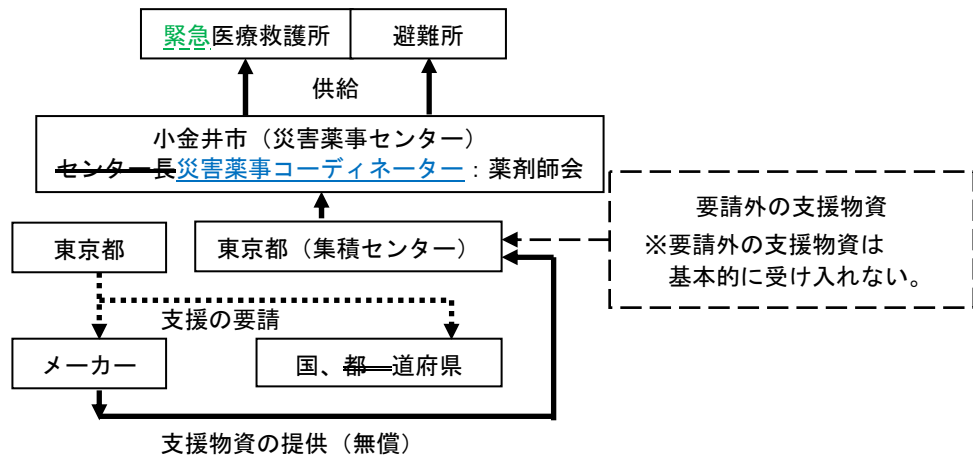 緊急医療救護所
避難所
供給
小金井市（災害薬事センター）
センター長災害薬事コーディネーター：薬剤師会
東京都
東京都（集積センター）
要請外の支援物資
※要請外の支援物資は
基本的に受け入れない。
支援の要請
メーカー
国、都道府県
支援物資の提供（無償）